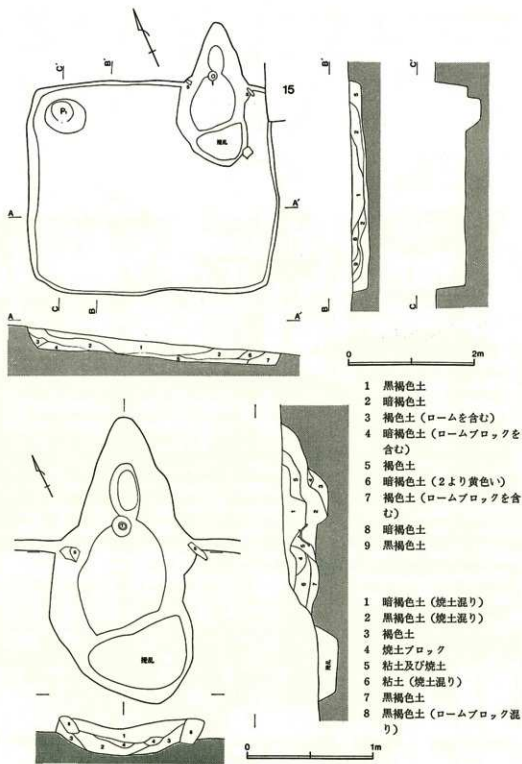 C'
B'
15
P₁
撹乱
A
A'
C
B
A
A'
B'
C'
B
C
0
2m
1 黒褐色土
2 暗褐色土
3 褐色土(ロームを含む)
4 暗褐色土(ロームブロックを
含む)
5 褐色土
6 暗褐色土(2より黄色い)
7 褐色土(ロームブロックを含
む)
8 暗褐色土
9 黒褐色土
撹乱
撹乱
1 暗褐色土(焼土混り)
2 黒褐色土(焼土混り)
3 褐色土
4 焼土ブロック
5 粘土及び焼土
6 粘土(焼土混り)
7 黒褐色土
8 黒褐色土(ロームブロック混
り)
0
1m